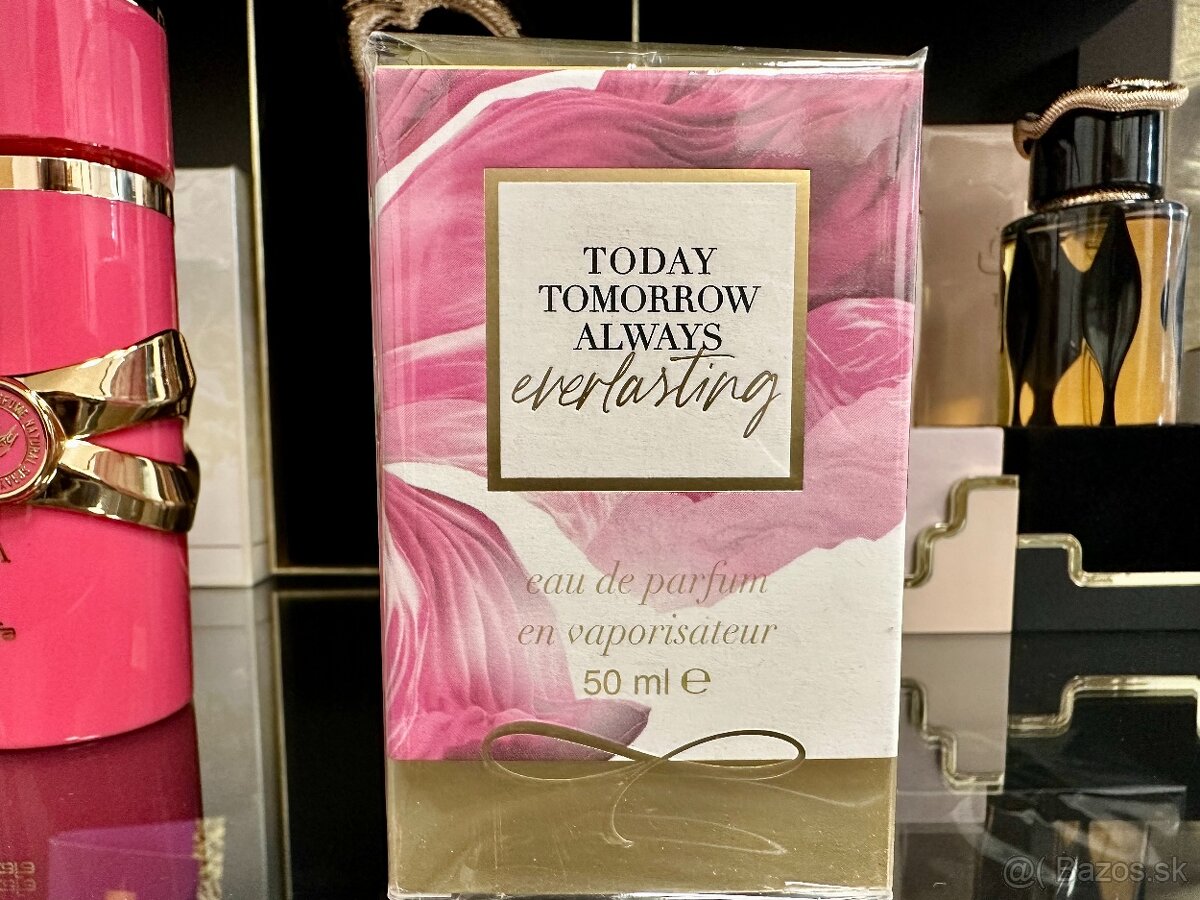 TODAY
TOMORROW
ALWAYS
everlasting
eau de parfum
en vaporisateur
50 ml ℮
@( Bazos.sk